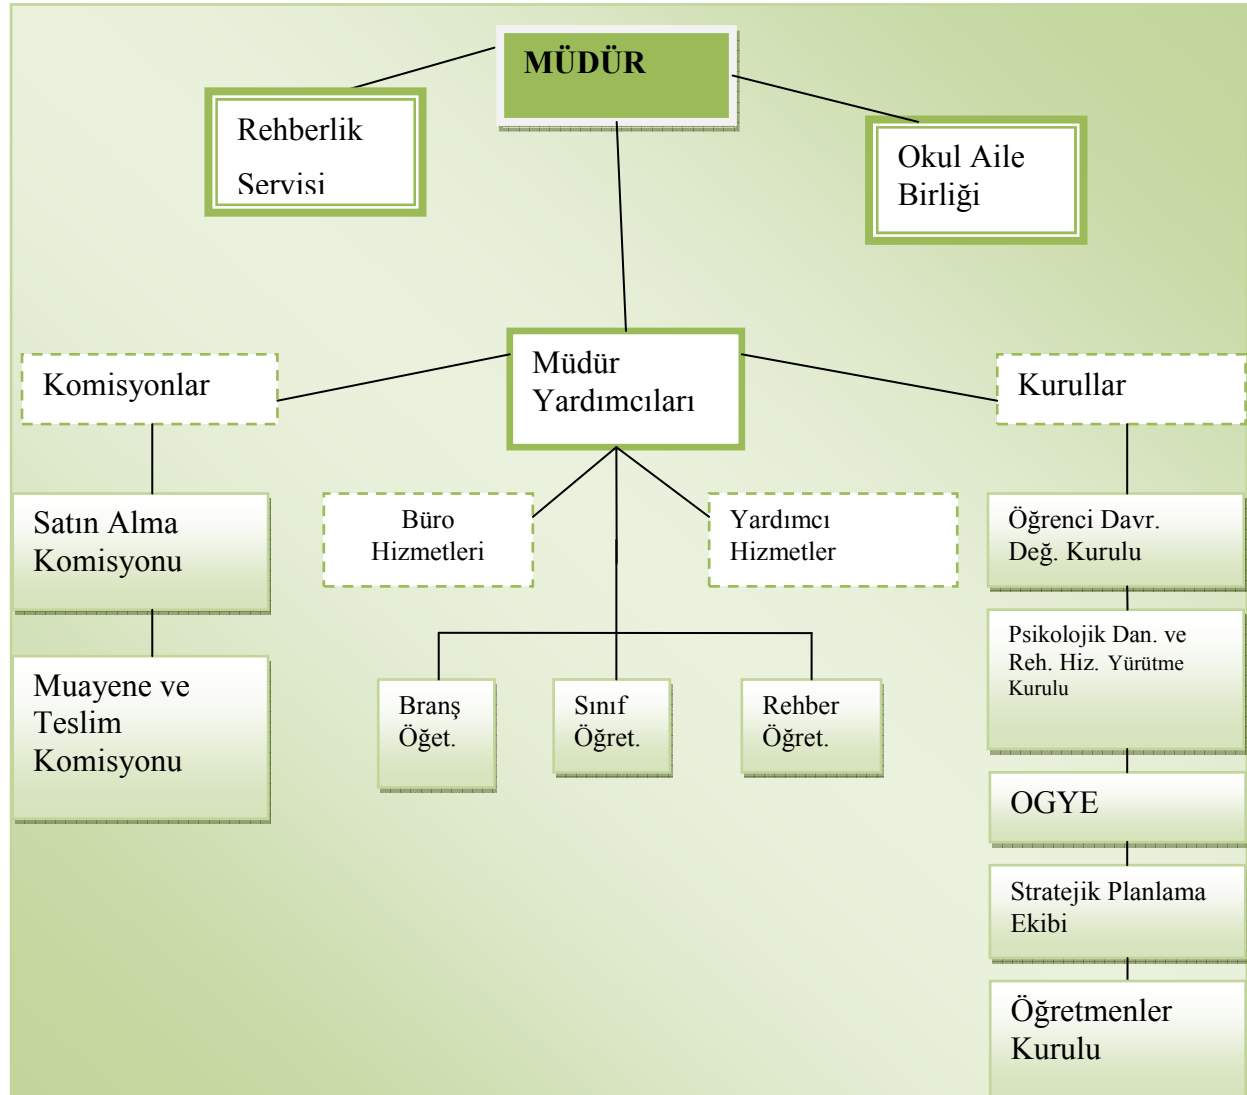 MÜDÜR
Rehberlik
Servisi
Okul Aile
Birliği
Müdür
Yardımcıları
Komisyonlar
Kurullar
Satın Alma
Komisyonu
Büro
Hizmetleri
Yardımcı
Hizmetler
Öğrenci Davr.
Değ. Kurulu
Muayene ve
Teslim
Komisyonu
Branş
Öğet.
Sınıf
Öğret.
Rehber
Öğret.
Psikolojik Dan. ve
Reh. Hiz. Yürütme
Kurulu
OGYE
Stratejik Planlama
Ekibi
Öğretmenler
Kurulu